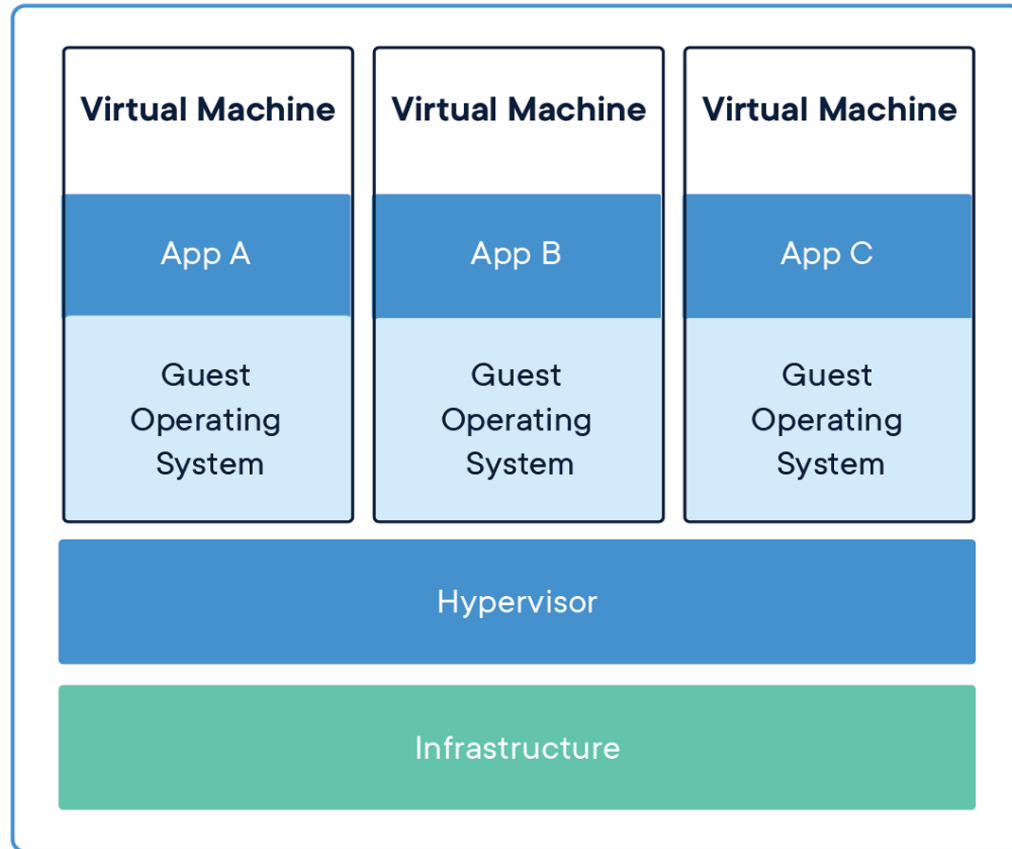 Virtual Machine
Virtual Machine
Virtual Machine
App A
App B
App C
Guest
Operating
System
Guest
Operating
System
Guest
Operating
System
Hypervisor
Infrastructure